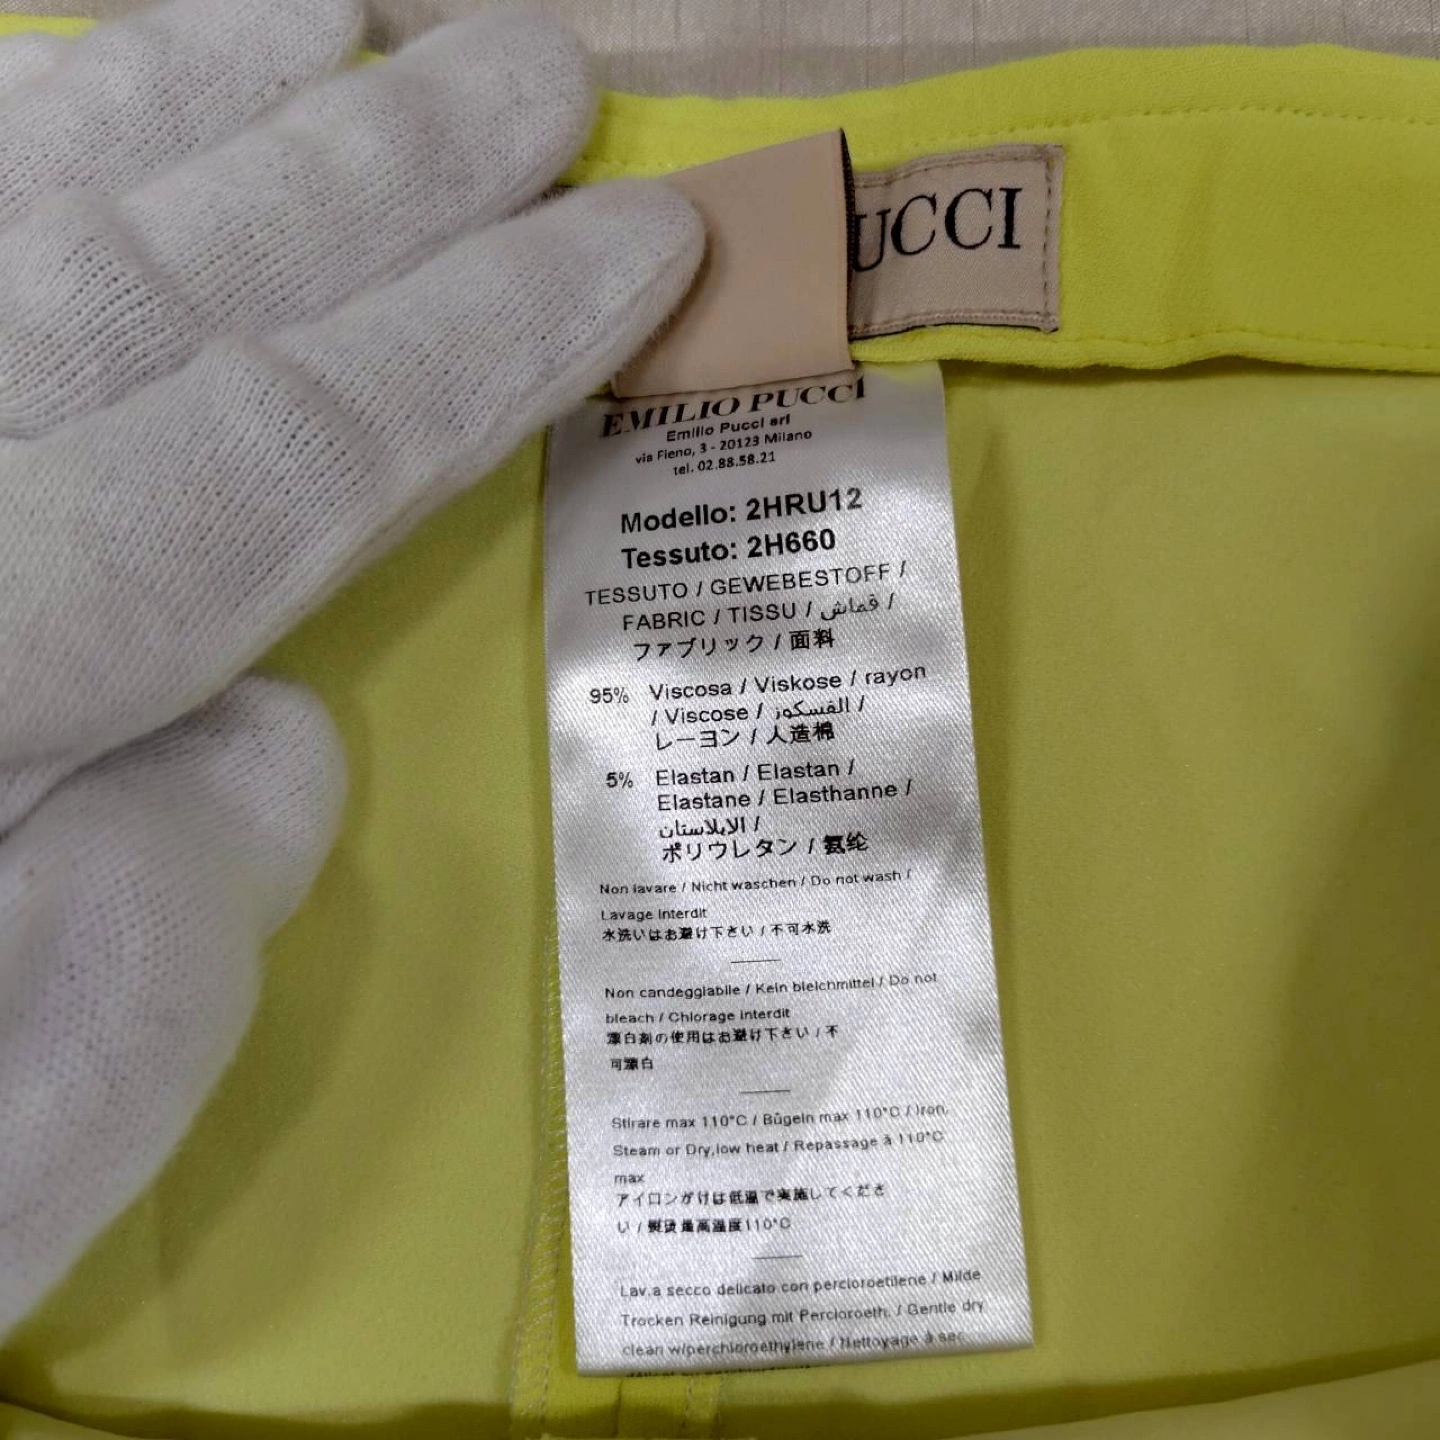 UCCI
EMILIO PUCCI
Emilio Pucci srl
via Fieno, 3 - 20123 Milano
tel. 02.88.58.21
Modello: 2HRU12
Tessuto: 2H660
TESSUTO / GEWEBESTOFF /
FABRIC / TISSU / قماش /
ファブリック / 面料
95% Viscosa / Viskose / rayon
/ Viscose / الفسكوز /
レーヨン / 人造棉
5% Elastan / Elastan /
Elastane / Elasthanne /
الايلاستان /
ポリウレタン / 氨纶
Non lavare / Nicht waschen / Do not wash /
Lavage interdit
水洗いはお避け下さい / 不可水洗
Non candeggiabile / Kein bleichmittel / Do not
bleach / Chlorage interdit
漂白剤の使用はお避け下さい / 不
可漂白
Stirare max 110°C / Bügeln max 110°C / Iron,
Steam or Dry,low heat / Repassage à 110°C
max
アイロンがけは低温で実施してくださ
い / 熨烫最高温度110°C
Lav.a secco delicato con percloroetilene / Milde
Trocken Reinigung mit Percloroeth. / Gentle dry
clean w/perchloroethylene / Nettoyage à sec